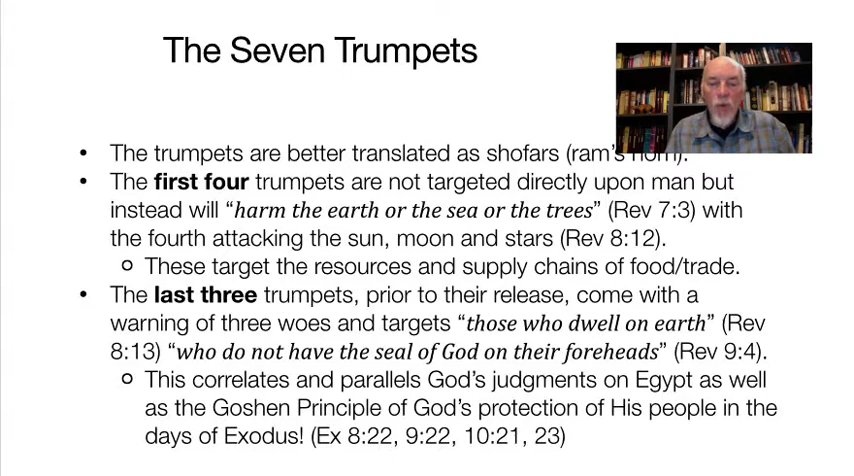 The Seven Trumpets
• The trumpets are better translated as shofars (ram's horn).
• The first four trumpets are not targeted directly upon man but
instead will “harm the earth or the sea or the trees” (Rev 7:3) with
the fourth attacking the sun, moon and stars (Rev 8:12).
o These target the resources and supply chains of food/trade.
• The last three trumpets, prior to their release, come with a
warning of three woes and targets “those who dwell on earth” (Rev
8:13) “who do not have the seal of God on their foreheads” (Rev 9:4).
o This correlates and parallels God's judgments on Egypt as well
as the Goshen Principle of God's protection of His people in the
days of Exodus! (Ex 8:22, 9:22, 10:21, 23)